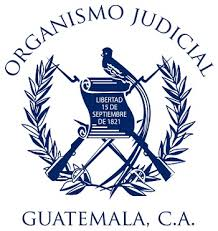 ORGANISMO JUDICIAL
LIBERTAD
15 DE
SEPTIEMBRE
DE 1821
GUATEMALA, C.A.